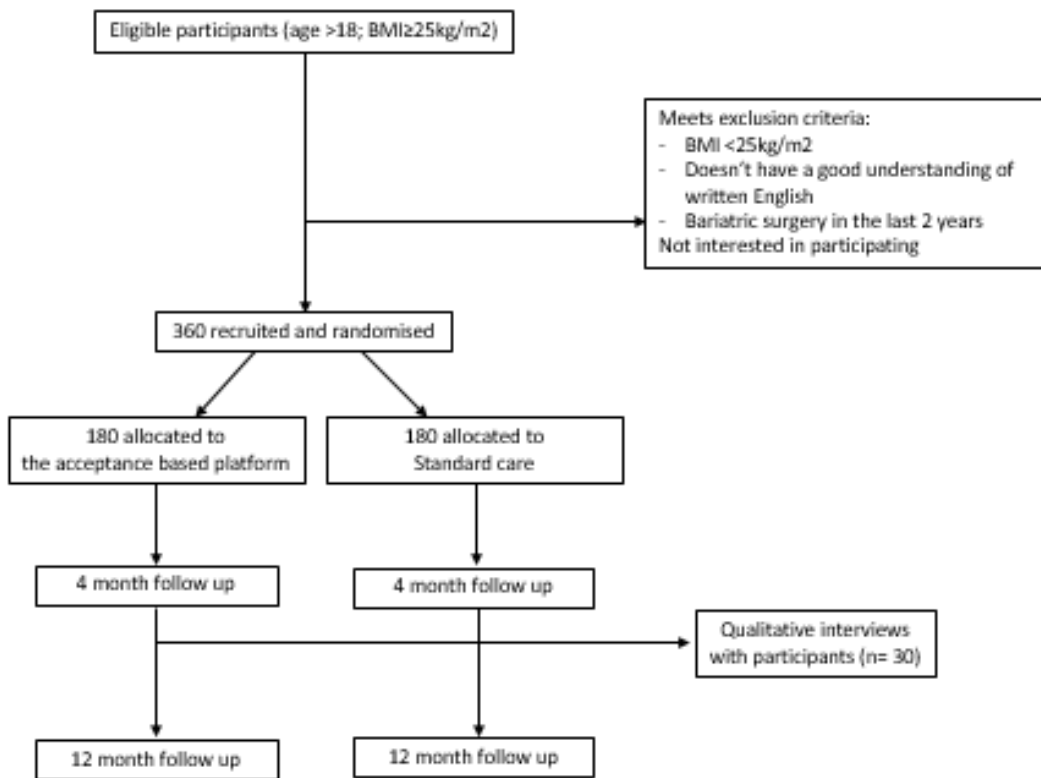 Eligible participants (age >18; BMI≥25kg/m2)
Meets exclusion criteria:
- BMI <25kg/m2
- Doesn't have a good understanding of
written English
- Bariatric surgery in the last 2 years
Not interested in participating
360 recruited and randomised
180 allocated to
the acceptance based platform
180 allocated to
Standard care
4 month follow up
4 month follow up
Qualitative interviews
with participants (n= 30)
12 month follow up
12 month follow up